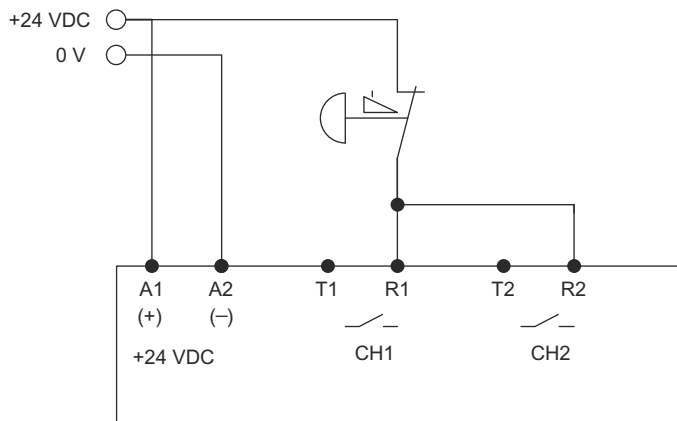 +24 VDC
0 V
A1 A2 T1 R1 T2 R2
(+) (–)
+24 VDC CH1 CH2